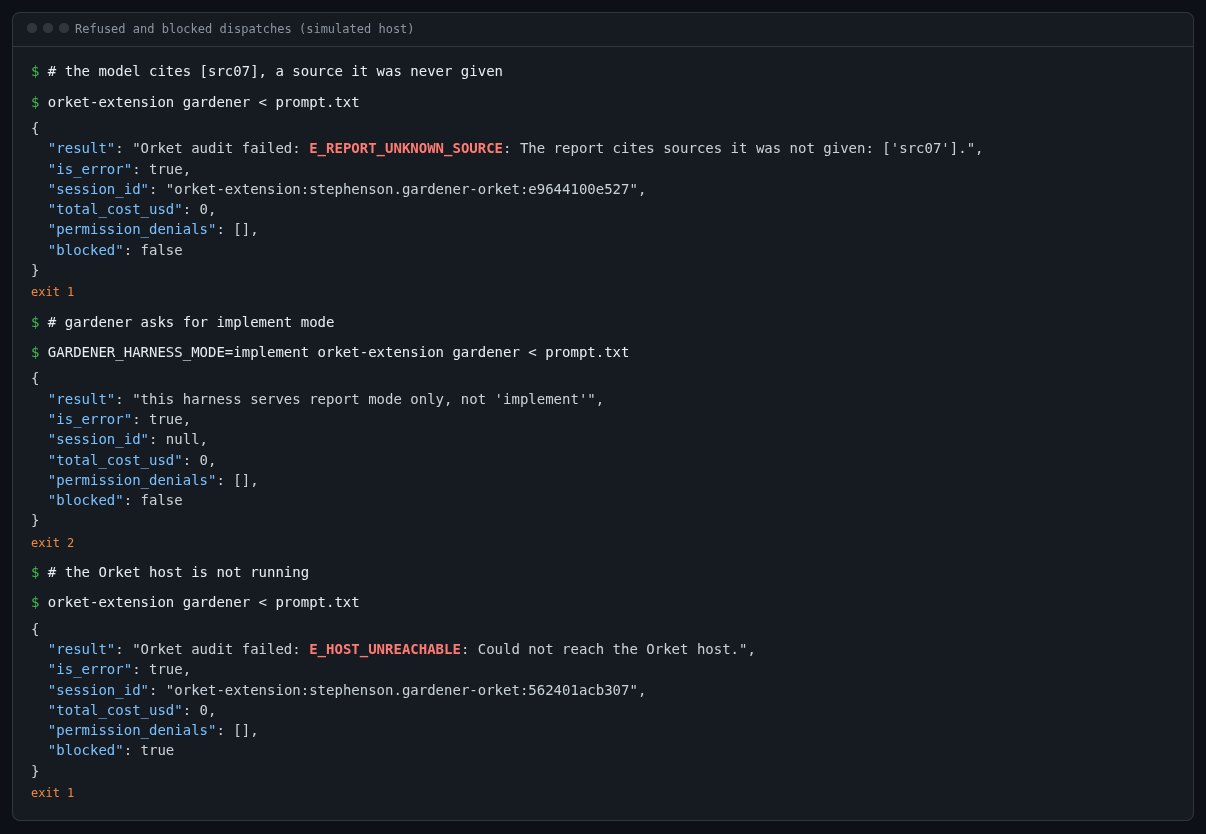 Refused and blocked dispatches (simulated host)
$ # the model cites [src07], a source it was never given
$ orket-extension gardener < prompt.txt
{
  "result": "Orket audit failed: E_REPORT_UNKNOWN_SOURCE: The report cites sources it was not given: ['src07'].",
  "is_error": true,
  "session_id": "orket-extension:stephenson.gardener-orket:e9644100e527",
  "total_cost_usd": 0,
  "permission_denials": [],
  "blocked": false
}
exit 1
$ # gardener asks for implement mode
$ GARDENER_HARNESS_MODE=implement orket-extension gardener < prompt.txt
{
  "result": "this harness serves report mode only, not 'implement'",
  "is_error": true,
  "session_id": null,
  "total_cost_usd": 0,
  "permission_denials": [],
  "blocked": false
}
exit 2
$ # the Orket host is not running
$ orket-extension gardener < prompt.txt
{
  "result": "Orket audit failed: E_HOST_UNREACHABLE: Could not reach the Orket host.",
  "is_error": true,
  "session_id": "orket-extension:stephenson.gardener-orket:562401acb307",
  "total_cost_usd": 0,
  "permission_denials": [],
  "blocked": true
}
exit 1